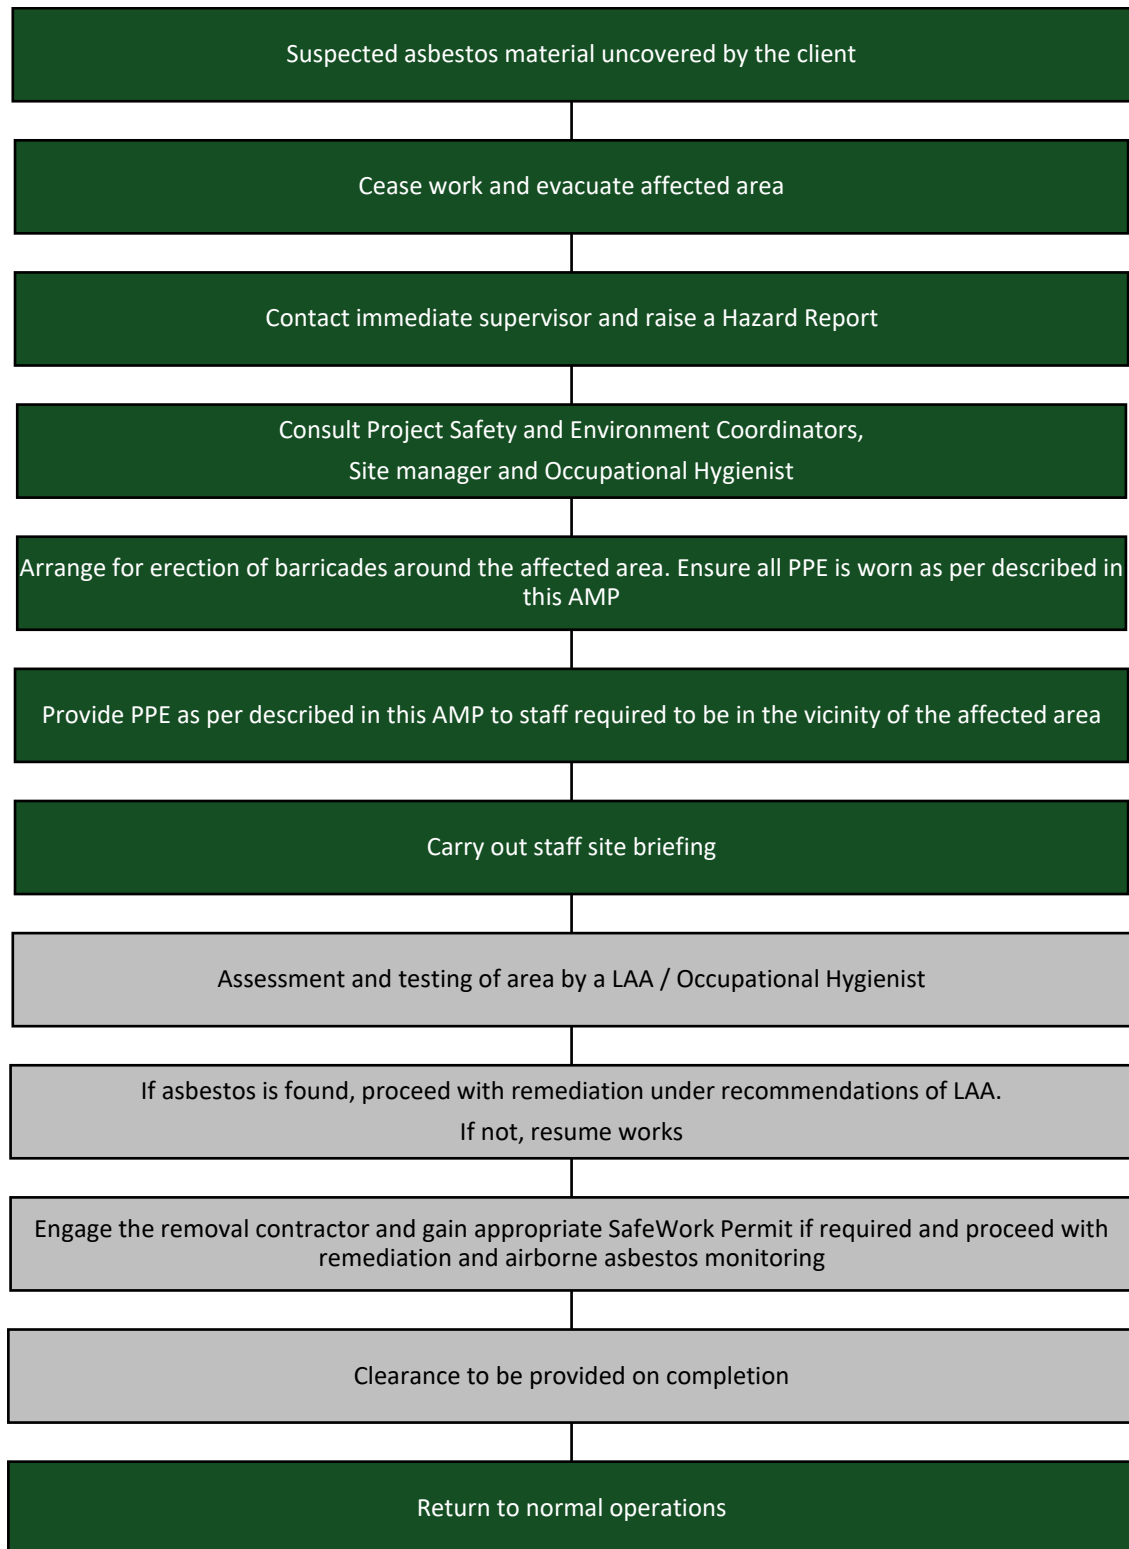 Suspected asbestos material uncovered by the client
Cease work and evacuate affected area
Contact immediate supervisor and raise a Hazard Report
Consult Project Safety and Environment Coordinators,
Site manager and Occupational Hygienist
Arrange for erection of barricades around the affected area. Ensure all PPE is worn as per described in
this AMP
Provide PPE as per described in this AMP to staff required to be in the vicinity of the affected area
Carry out staff site briefing
Assessment and testing of area by a LAA / Occupational Hygienist
If asbestos is found, proceed with remediation under recommendations of LAA.
If not, resume works
Engage the removal contractor and gain appropriate SafeWork Permit if required and proceed with
remediation and airborne asbestos monitoring
Clearance to be provided on completion
Return to normal operations